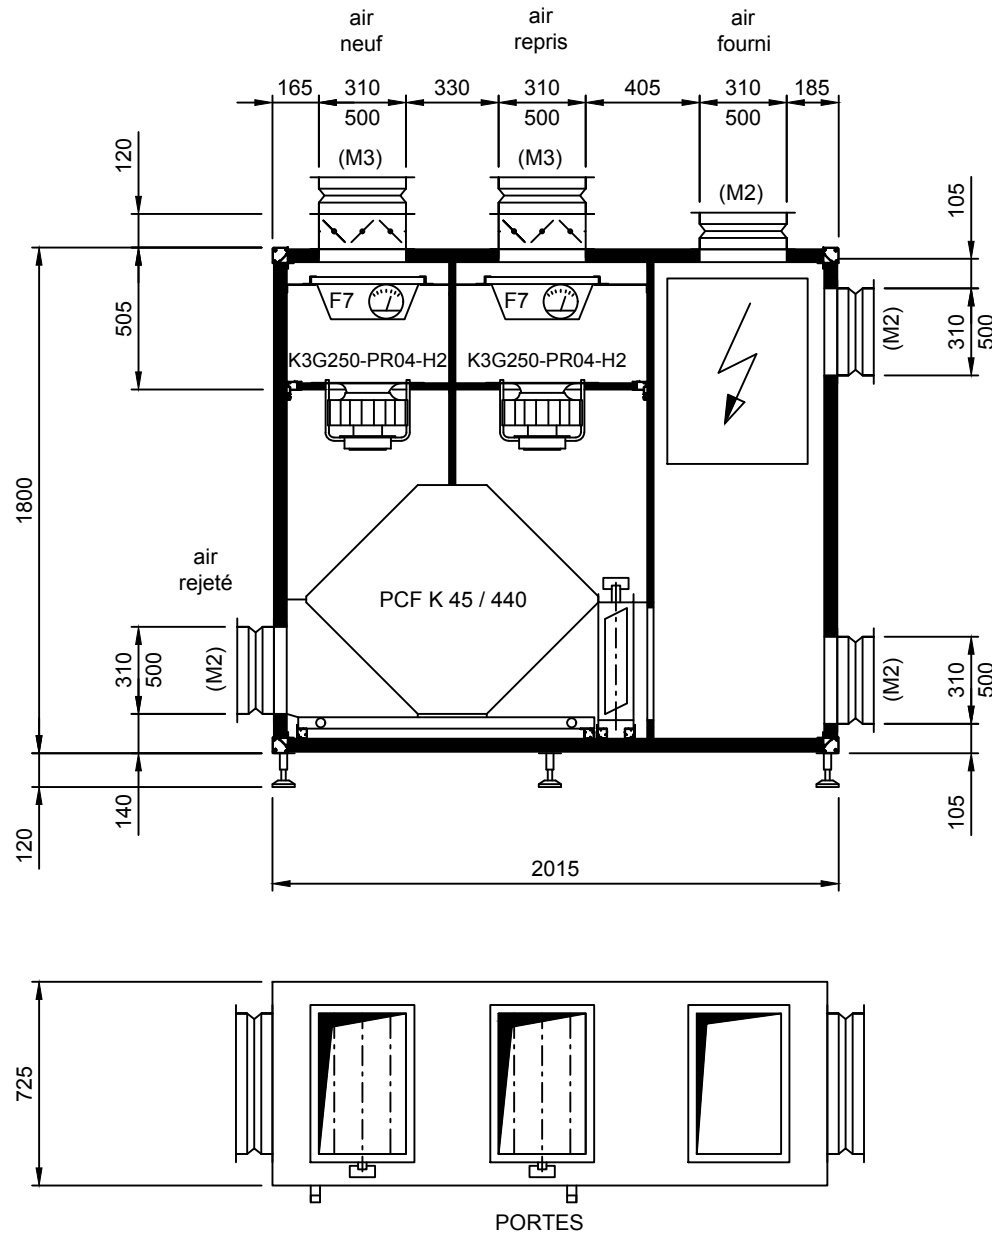 air
neuf
air
repris
air
fourni
165
310
330
310
405
310
185
500
500
500
(M3)
(M3)
(M2)
120
105
505
1800
F7
F7
K3G250-PR04-H2
K3G250-PR04-H2
(M2)
310
500
air
rejeté
PCF K 45 / 440
310
500
(M2)
(M2)
310
500
120
140
105
2015
725
PORTES